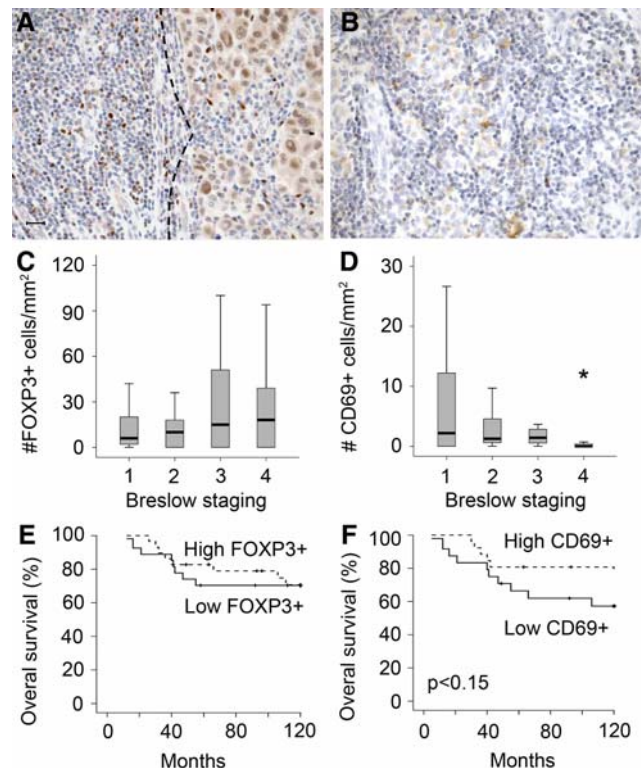 A
B
C
#FOXP3+ cells/mm²
120
90
60
30
0
1 2 3 4
Breslow staging
D
# CD69+ cells/mm²
30
20
10
0
*
1 2 3 4
Breslow staging
E
Overal survival (%)
100
80
60
40
20
0
High FOXP3+
Low FOXP3+
0 40 80 120
Months
F
Overal survival (%)
100
80
60
40
20
0
High CD69+
Low CD69+
p<0.15
0 40 80 120
Months